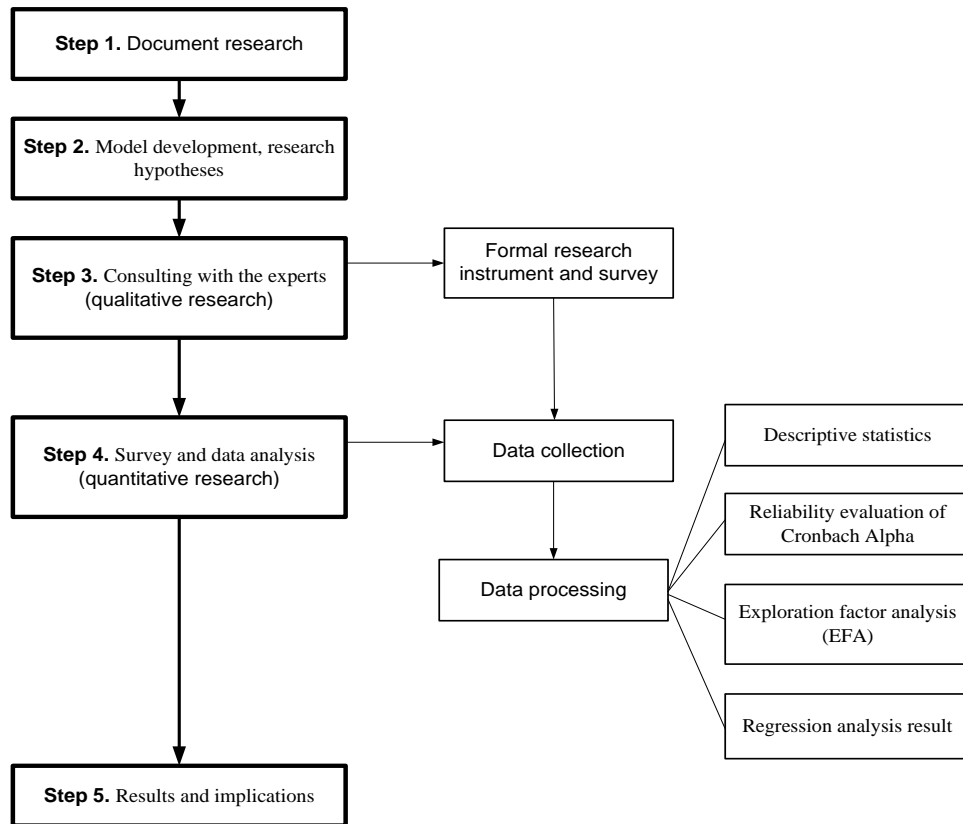 Step 1. Document research
Step 2. Model development, research
hypotheses
Step 3. Consulting with the experts
(qualitative research)
Formal research
instrument and survey
Step 4. Survey and data analysis
(quantitative research)
Data collection
Data processing
Descriptive statistics
Reliability evaluation of
Cronbach Alpha
Exploration factor analysis
(EFA)
Regression analysis result
Step 5. Results and implications